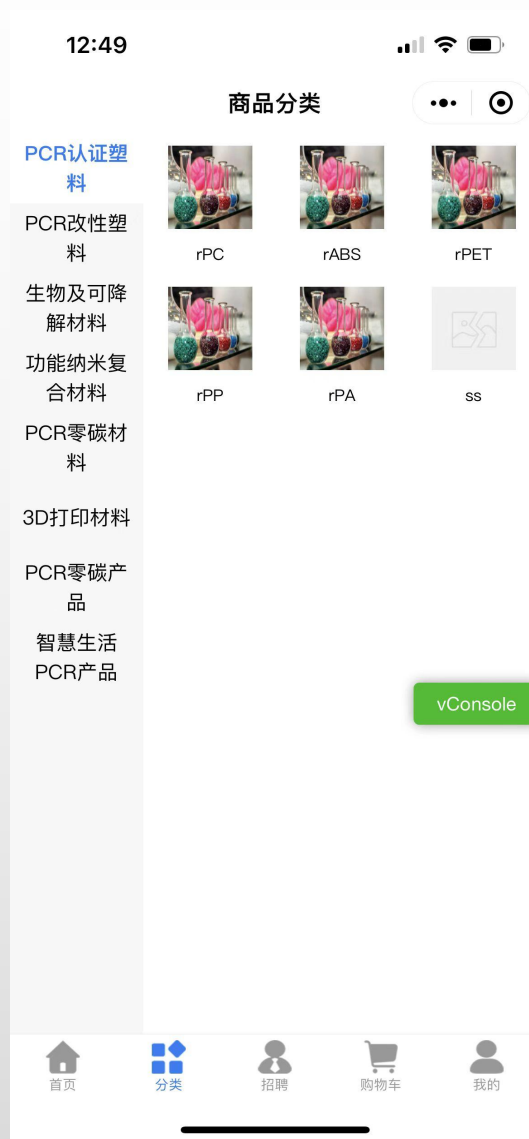 12:49
商品分类
PCR认证塑
料
PCR改性塑
料
生物及可降
解材料
功能纳米复
合材料
PCR零碳材
料
3D打印材料
PCR零碳产
品
智慧生活
PCR产品
rPC
rABS
rPET
rPP
rPA
ss
vConsole
首页
分类
招聘
购物车
我的